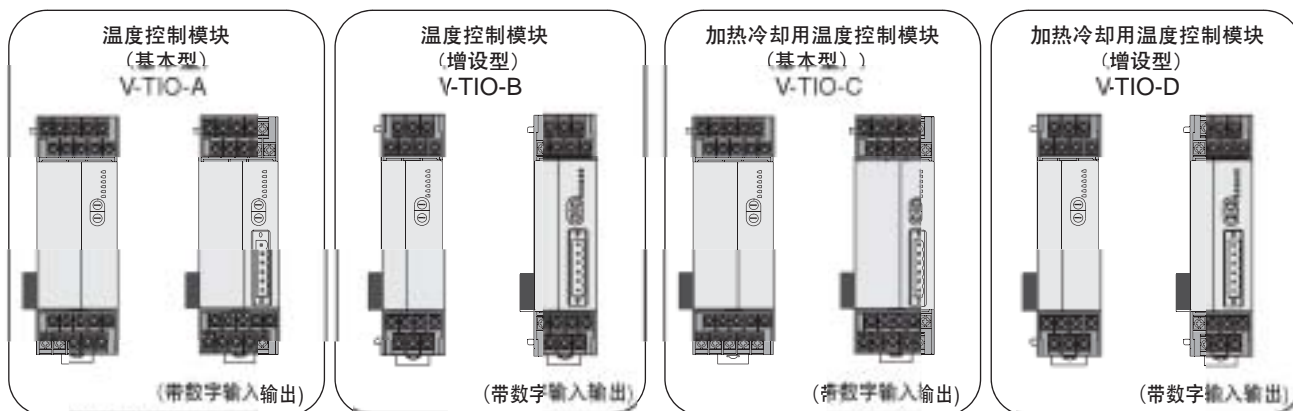 温度控制模块
(基本型)
V-TIO-A
(带数字输入输出)
温度控制模块
(增设型)
V-TIO-B
(带数字输入输出)
加热冷却用温度控制模块
(基本型))
V-TIO-C
(带数字输入输出)
加热冷却用温度控制模块
(增设型)
V-TIO-D
(带数字输入输出)